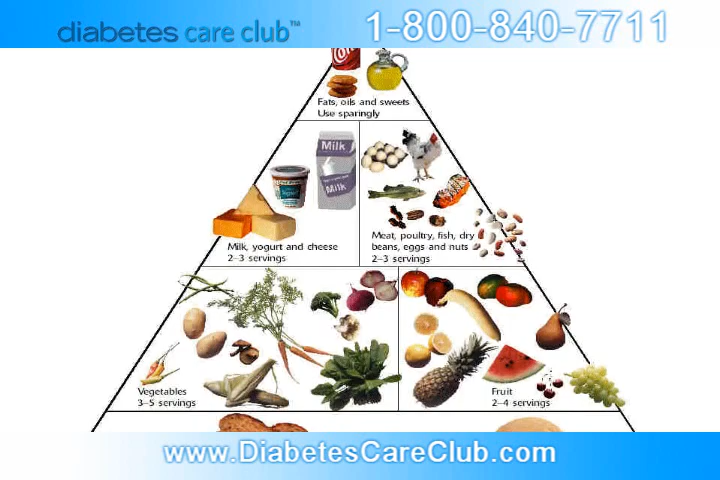 diabetes care club™ 1-800-840-7711
Fats, oils and sweets
Use sparingly
Milk
Milk
Milk, yogurt and cheese
2–3 servings
Meat, poultry, fish, dry
beans, eggs and nuts
2–3 servings
Vegetables
3–5 servings
Fruit
2–4 servings
www.DiabetesCareClub.com